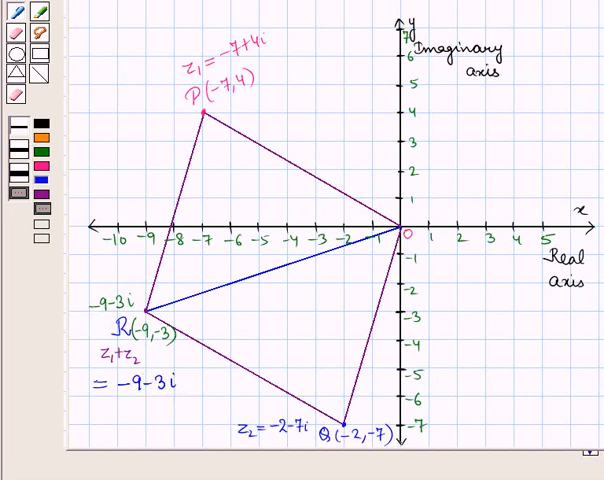 y
7
Imaginary
axis
6
5
4
3
2
1
z₁ = -7+4i
P(-7,4)
x
-10 -9 -8 -7 -6 -5 -4 -3 -2 -1 O 1 2 3 4 5
Real
axis
-1
-2
-3
-4
-5
-6
-7
-9-3i
R(-9,-3)
z₁+z₂
= -9-3i
z₂ = -2-7i
Q(-2,-7)